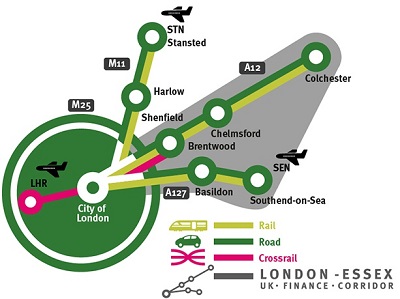 STN
Stansted
M11
A12
Colchester
Harlow
M25
Shenfield
Chelmsford
Brentwood
LHR
SEN
City of
London
A127
Basildon
Southend-on-Sea
Rail
Road
Crossrail
LONDON-ESSEX
UK·FINANCE·CORRIDOR